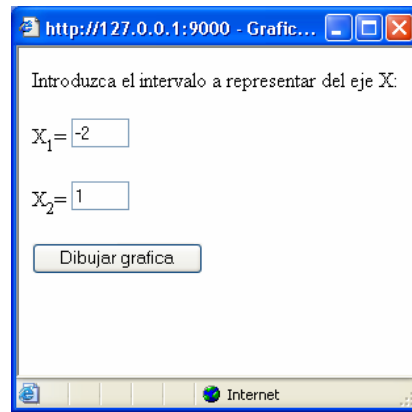 http://127.0.0.1:9000 - Grafic...
Introduzca el intervalo a representar del eje X:
X₁= -2
X₂= 1
Dibujar grafica
Internet